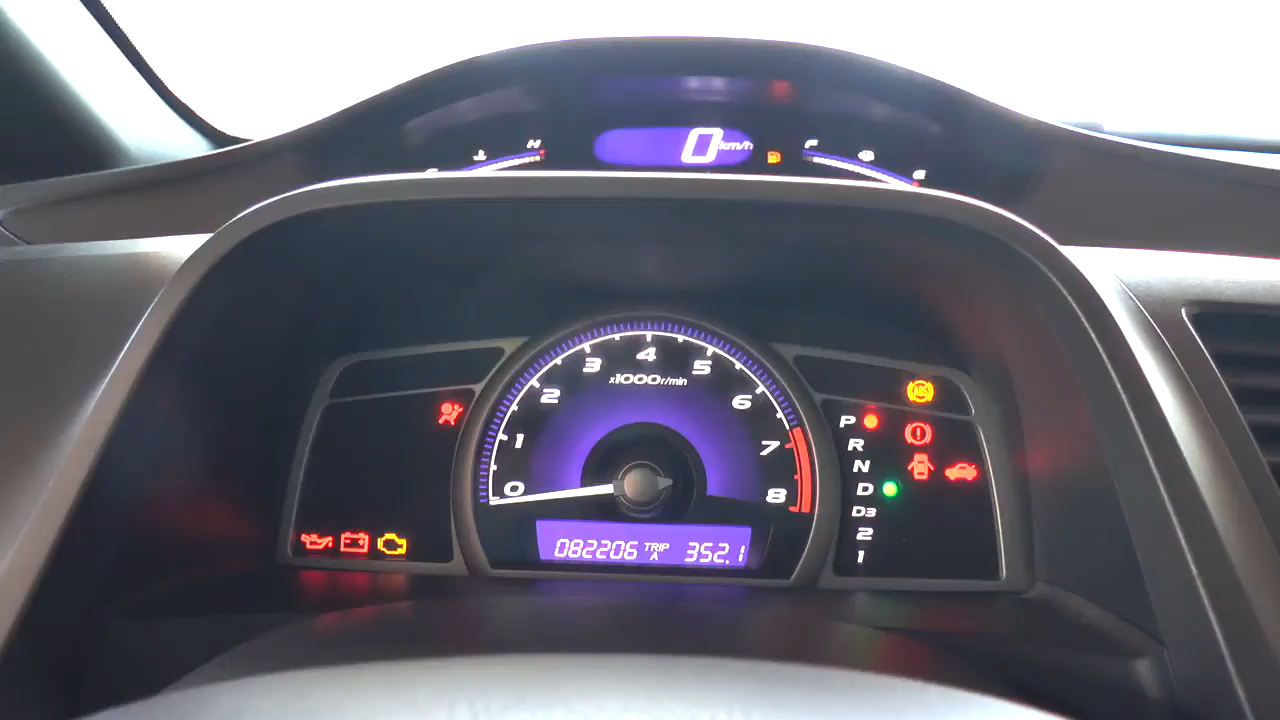 H
0 km/h
F
4
3 5
x1000r/min
2 6
1 7
0 8
ABS
P
R
N
D
D3
2
1
082206 TRIP A 352.1